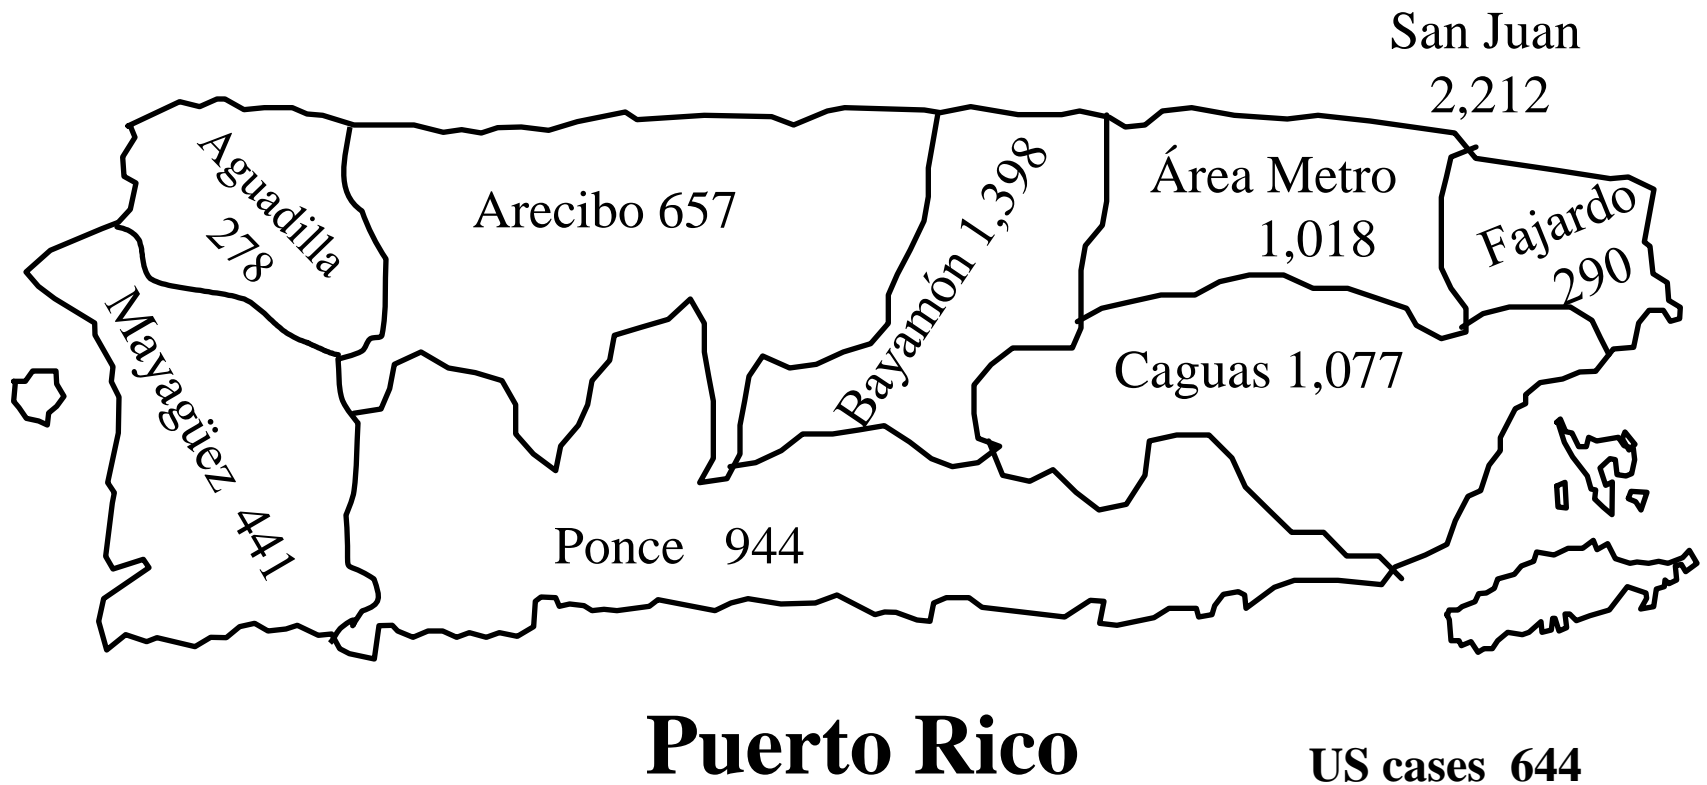 San Juan
2,212
Aguadilla
278
Arecibo 657
Bayamón 1,398
Área Metro
1,018
Fajardo
290
Mayagüez 441
Caguas 1,077
Ponce 944
Puerto Rico
US cases 644